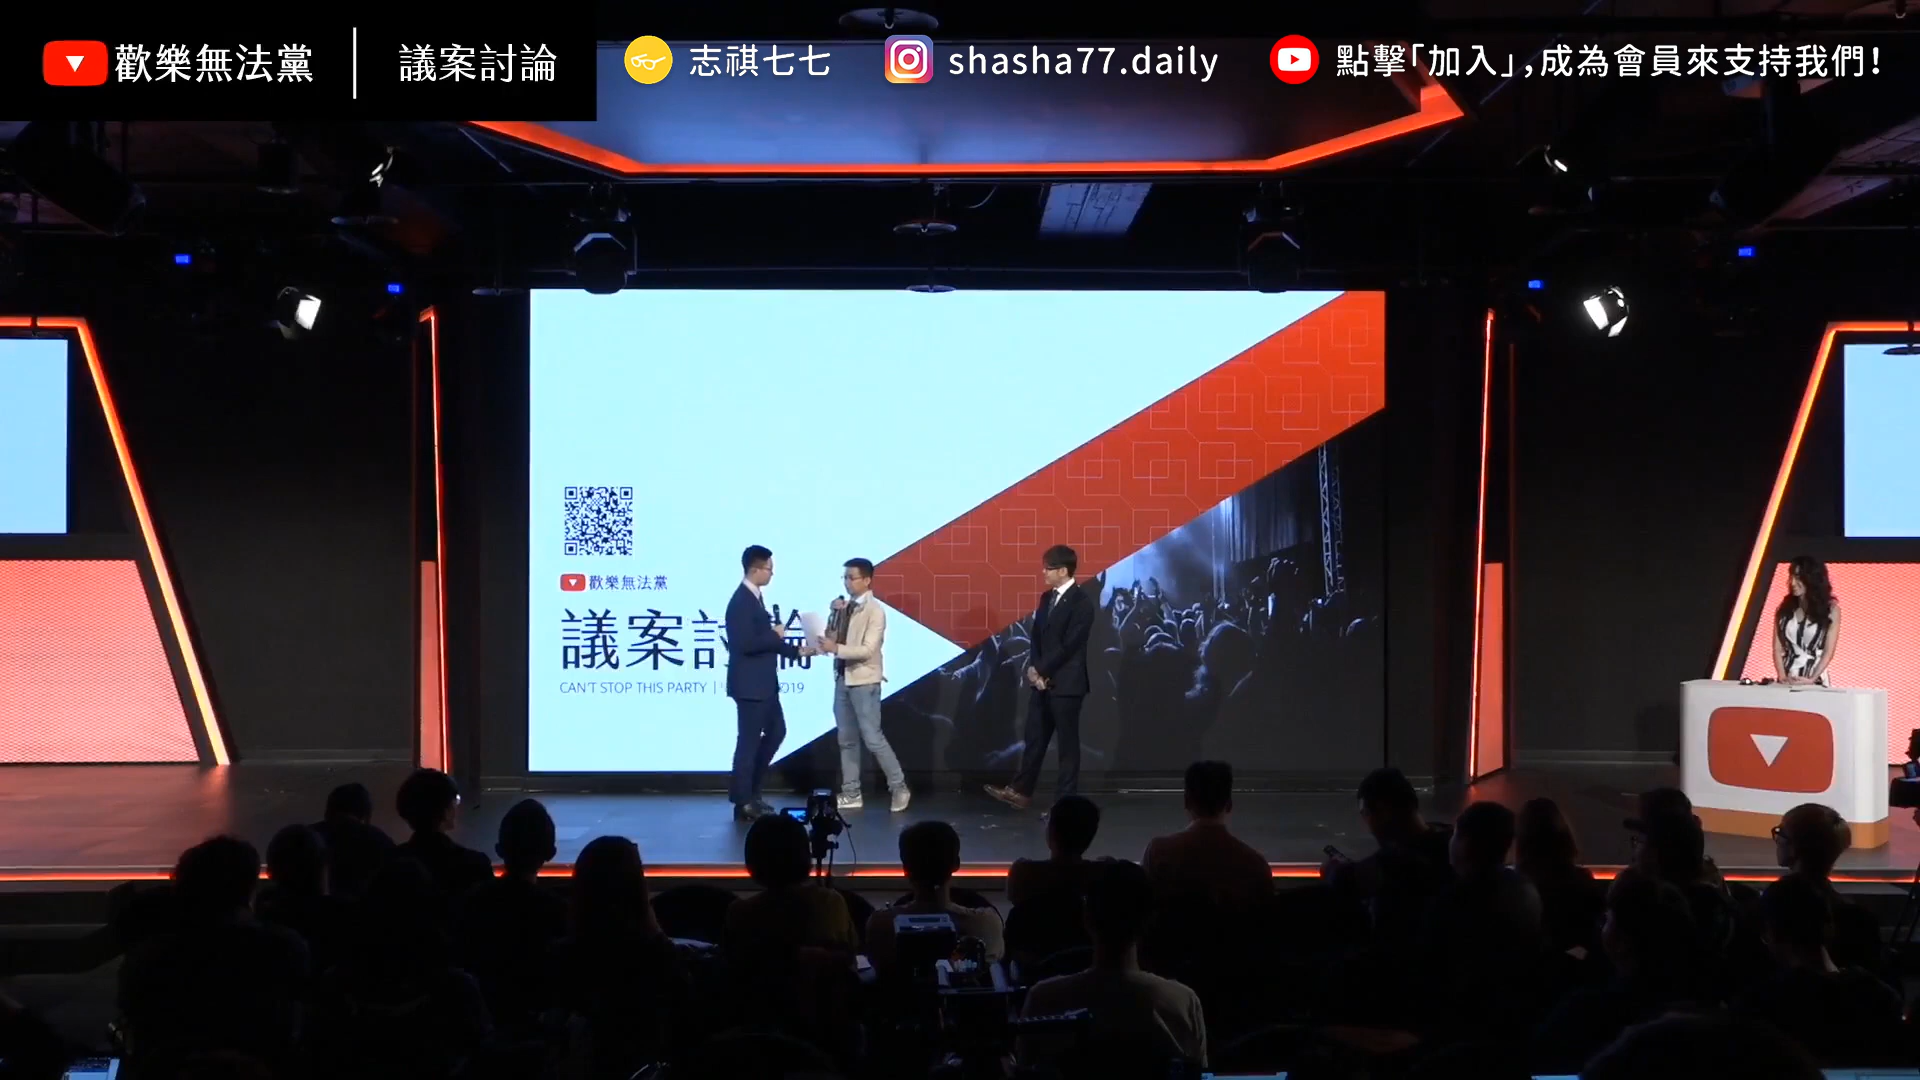 歡樂無法黨 | 議案討論
志祺七七
shasha77.daily
點擊「加入」,成為會員來支持我們!
歡樂無法黨
議案討論
CAN'T STOP THIS PARTY |